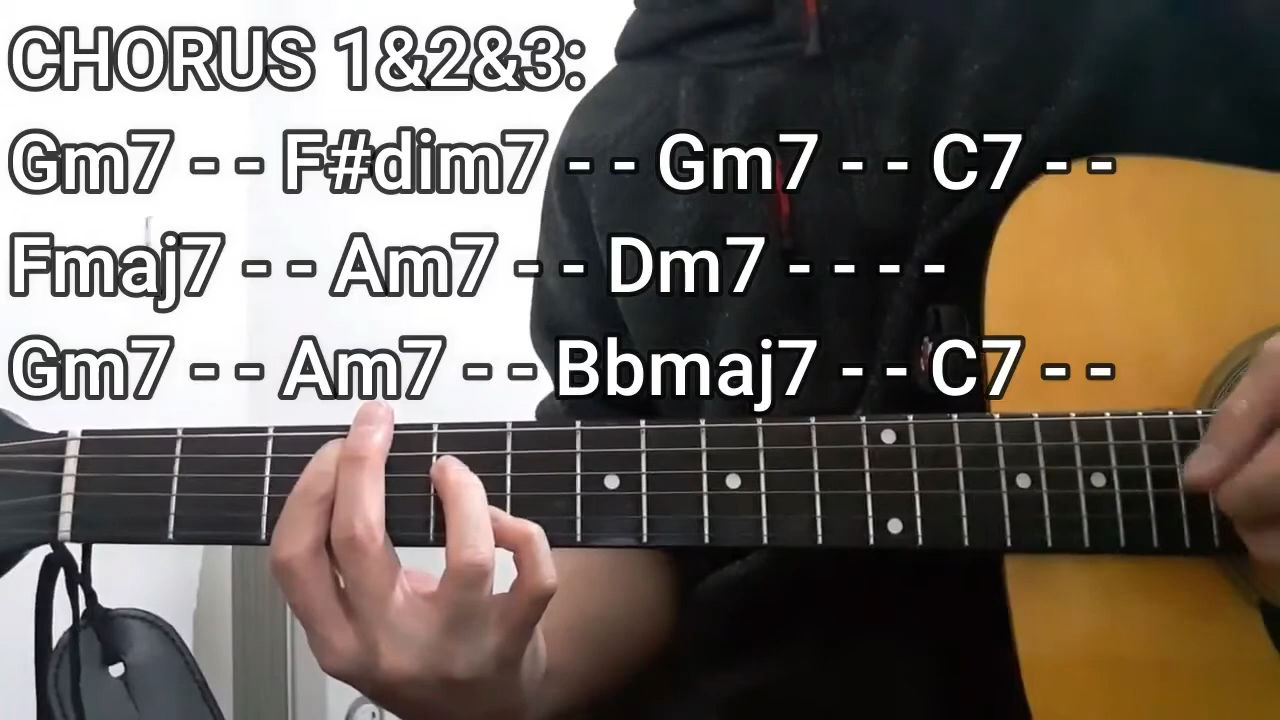 CHORUS 1&2&3:
Gm7 - - F#dim7 - - Gm7 - - C7 - -
Fmaj7 - - Am7 - - Dm7 - - - -
Gm7 - - Am7 - - Bbmaj7 - - C7 - -